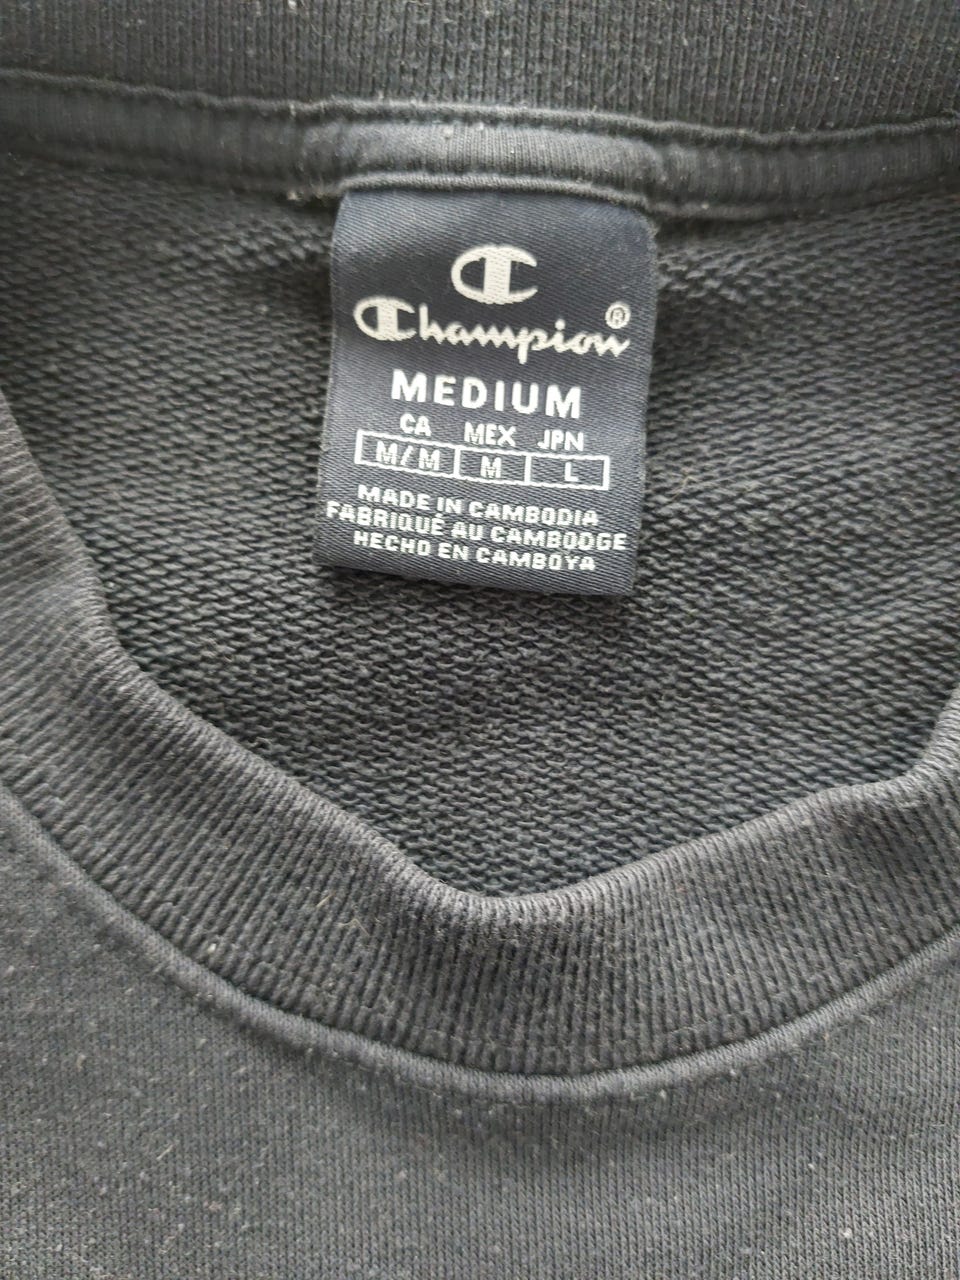 Champion®
MEDIUM
CA MEX JPN
M/M M L
MADE IN CAMBODIA
FABRIQUÉ AU CAMBODGE
HECHO EN CAMBOYA